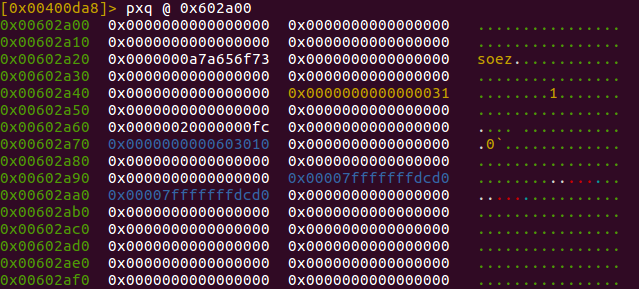 [0x00400da8]> pxq @ 0x602a00
0x00602a00  0x0000000000000000  0x0000000000000000  ................
0x00602a10  0x0000000000000000  0x0000000000000000  ................
0x00602a20  0x0000000a7a656f73  0x0000000000000000  soez............
0x00602a30  0x0000000000000000  0x0000000000000000  ................
0x00602a40  0x0000000000000000  0x0000000000000031  ........1.......
0x00602a50  0x0000000000000000  0x0000000000000000  ................
0x00602a60  0x00000020000000fc  0x0000000000000000  .... ...........
0x00602a70  0x0000000000603010  0x0000000000000000  .0`.............
0x00602a80  0x0000000000000000  0x0000000000000000  ................
0x00602a90  0x0000000000000000  0x00007fffffffdcd0  ................
0x00602aa0  0x00007fffffffdcd0  0x0000000000000000  ................
0x00602ab0  0x0000000000000000  0x0000000000000000  ................
0x00602ac0  0x0000000000000000  0x0000000000000000  ................
0x00602ad0  0x0000000000000000  0x0000000000000000  ................
0x00602ae0  0x0000000000000000  0x0000000000000000  ................
0x00602af0  0x0000000000000000  0x0000000000000000  ................